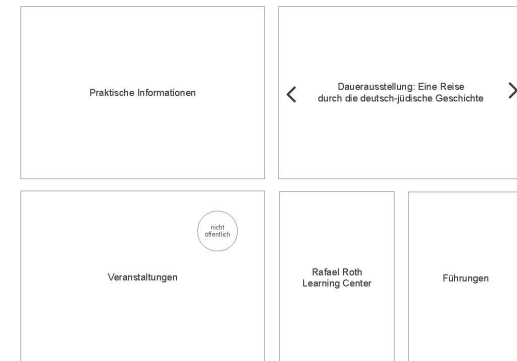 Praktische Informationen
Dauerausstellung: Eine Reise
durch die deutsch-jüdische Geschichte
nicht
öffentlich
Veranstaltungen
Rafael Roth
Learning Center
Führungen